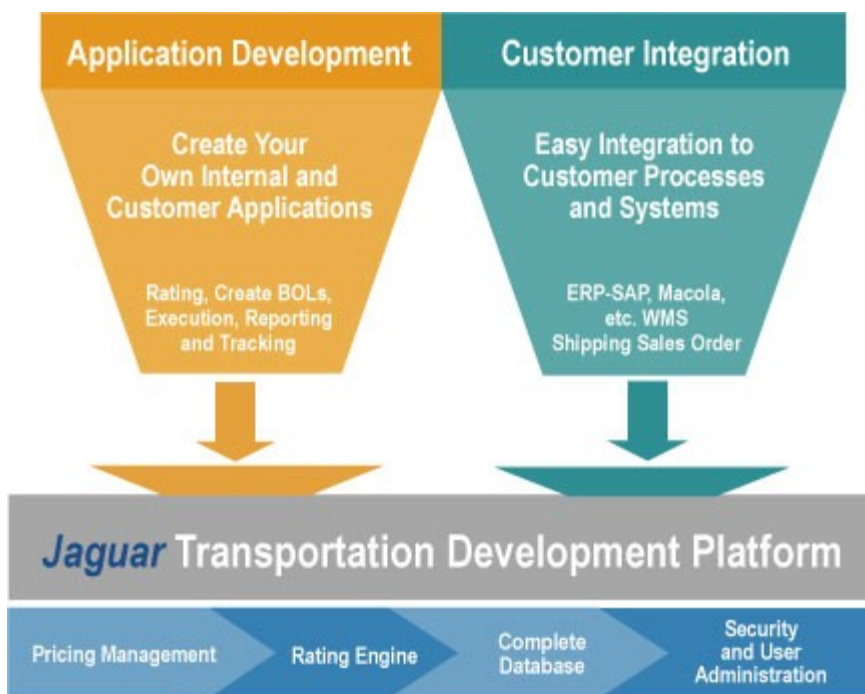 Application Development
Customer Integration
Create Your
Own Internal and
Customer Applications
Rating, Create BOLs,
Execution, Reporting
and Tracking
Easy Integration to
Customer Processes
and Systems
ERP-SAP, Macola,
etc. WMS
Shipping Sales Order
Jaguar Transportation Development Platform
Pricing Management
Rating Engine
Complete
Database
Security
and User
Administration